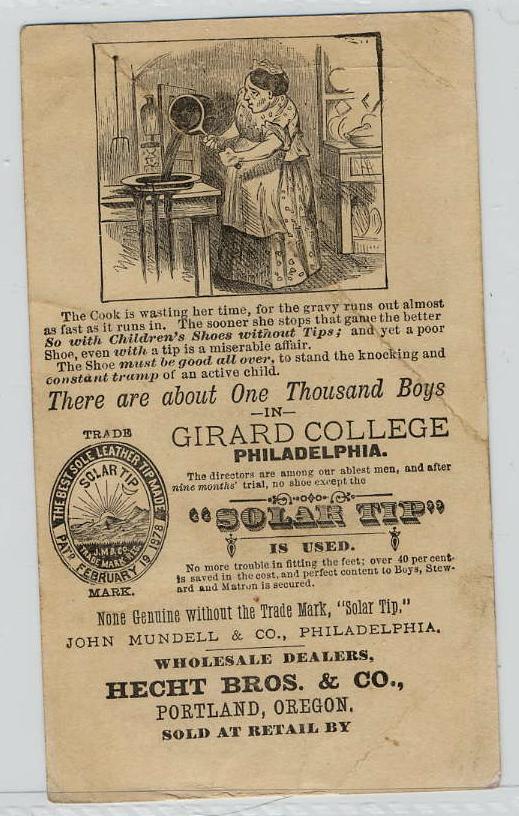 The Cook is wasting her time, for the gravy runs out almost
as fast as it runs in. The sooner she stops that game the better
So with Children's Shoes without Tips; and yet a poor
Shoe, even with a tip is a miserable affair.
The Shoe must be good all over, to stand the knocking and
constant tramp of an active child.
There are about One Thousand Boys
—IN—
GIRARD COLLEGE
PHILADELPHIA.
The directors are among our ablest men, and after
nine months' trial, no shoe except the
"SOLAR TIP"
IS USED.
No more trouble in fitting the feet; over 40 per cent.
is saved in the cost, and perfect content to Boys, Stew-
ard and Matron is secured.
TRADE
THE BEST SOLE LEATHER TIP MADE
SOLAR TIP
J.M.& CO.
TRADE MARK
PATD FEBRUARY 19 1878
MARK.
None Genuine without the Trade Mark, "Solar Tip,"
JOHN MUNDELL & CO., PHILADELPHIA.
WHOLESALE DEALERS,
HECHT BROS. & CO.,
PORTLAND, OREGON.
SOLD AT RETAIL BY